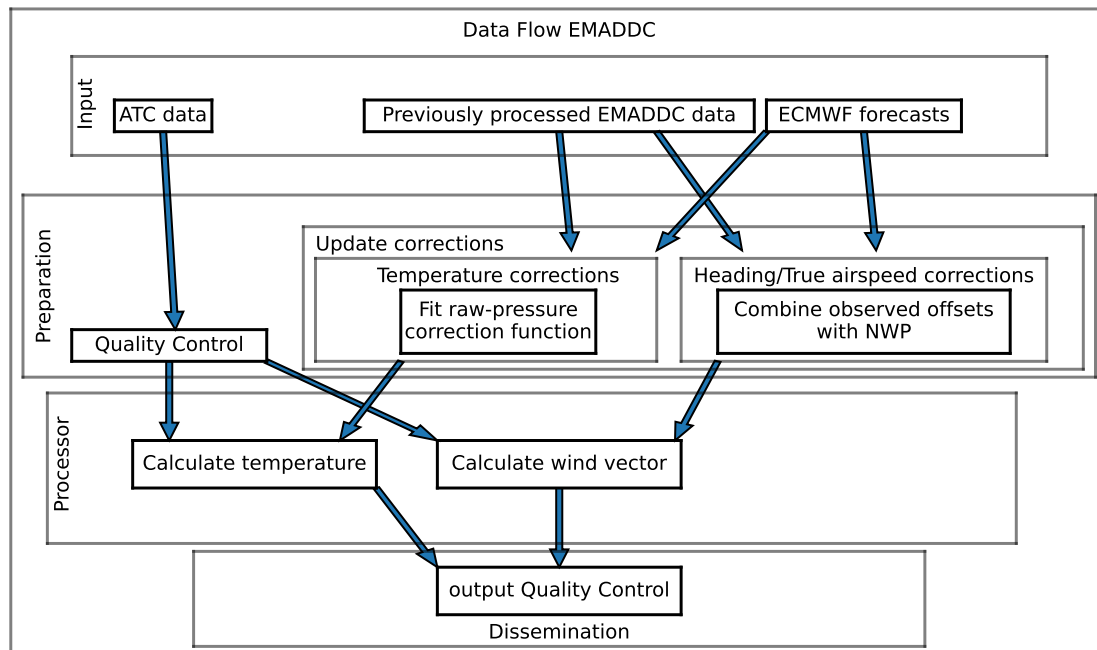 Data Flow EMADDC
Input
ATC data
Previously processed EMADDC data
ECMWF forecasts
Preparation
Update corrections
Temperature corrections
Heading/True airspeed corrections
Fit raw-pressure
correction function
Combine observed offsets
with NWP
Quality Control
Processor
Calculate temperature
Calculate wind vector
output Quality Control
Dissemination